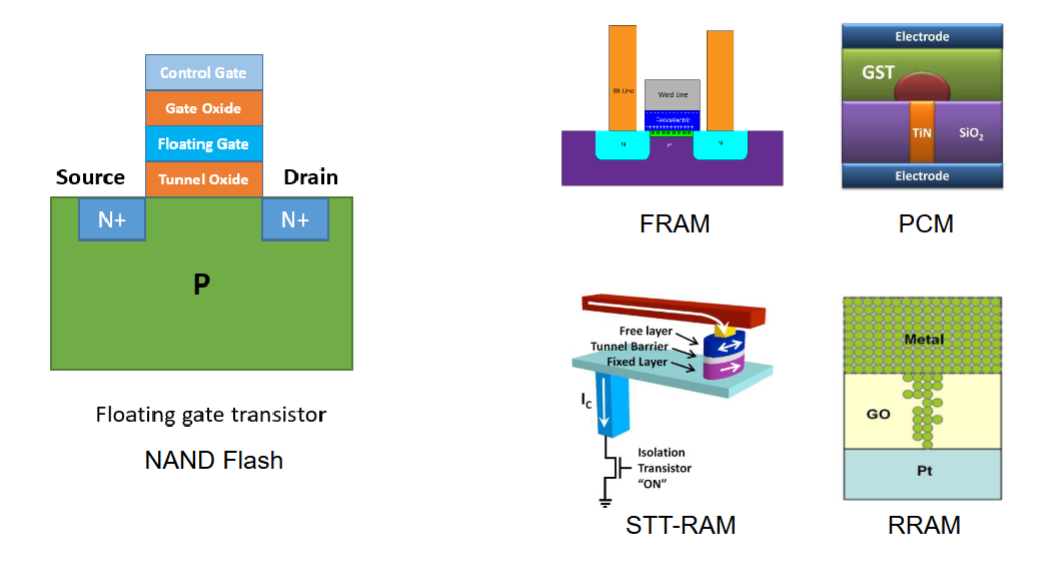 Control Gate
Gate Oxide
Floating Gate
Source
Tunnel Oxide
Drain
N+
N+
P
Floating gate transistor
NAND Flash
Bit Line
Word Line
Ferroelectric
N
P
N
FRAM
Electrode
GST
TiN
SiO₂
Electrode
PCM
Free layer
Tunnel Barrier
Fixed Layer
I꜀
Isolation
Transistor
“ON”
STT-RAM
Metal
GO
Pt
RRAM